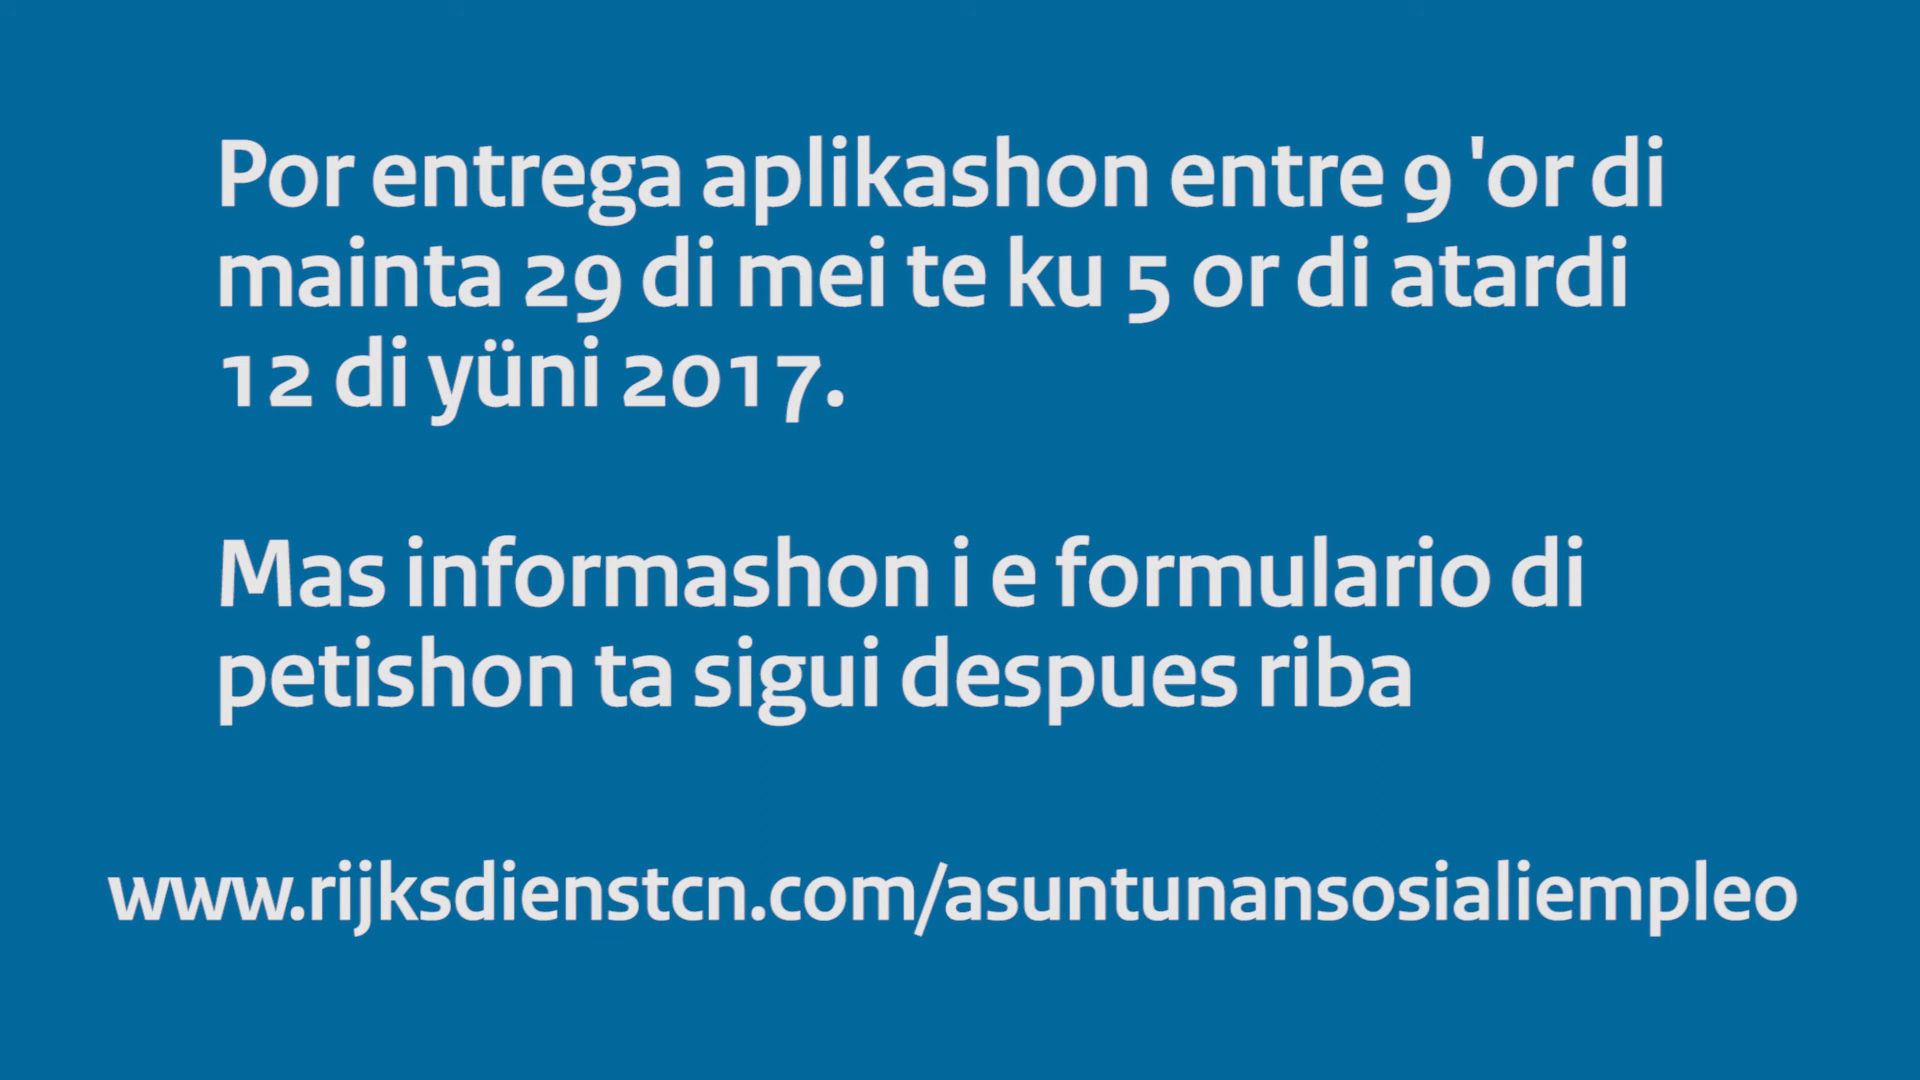 Por entrega aplikashon entre 9 'or di
mainta 29 di mei te ku 5 or di atardi
12 di yüni 2017.
Mas informashon i e formulario di
petishon ta sigui despues riba
www.rijksdienstcn.com/asuntunansosialiempleo